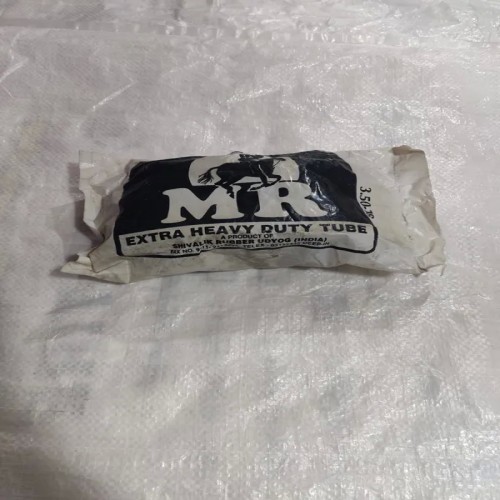 MR
EXTRA HEAVY DUTY TUBE
A PRODUCT OF
SHIVALIK RUBBER UDYOG (INDIA)
3.50-